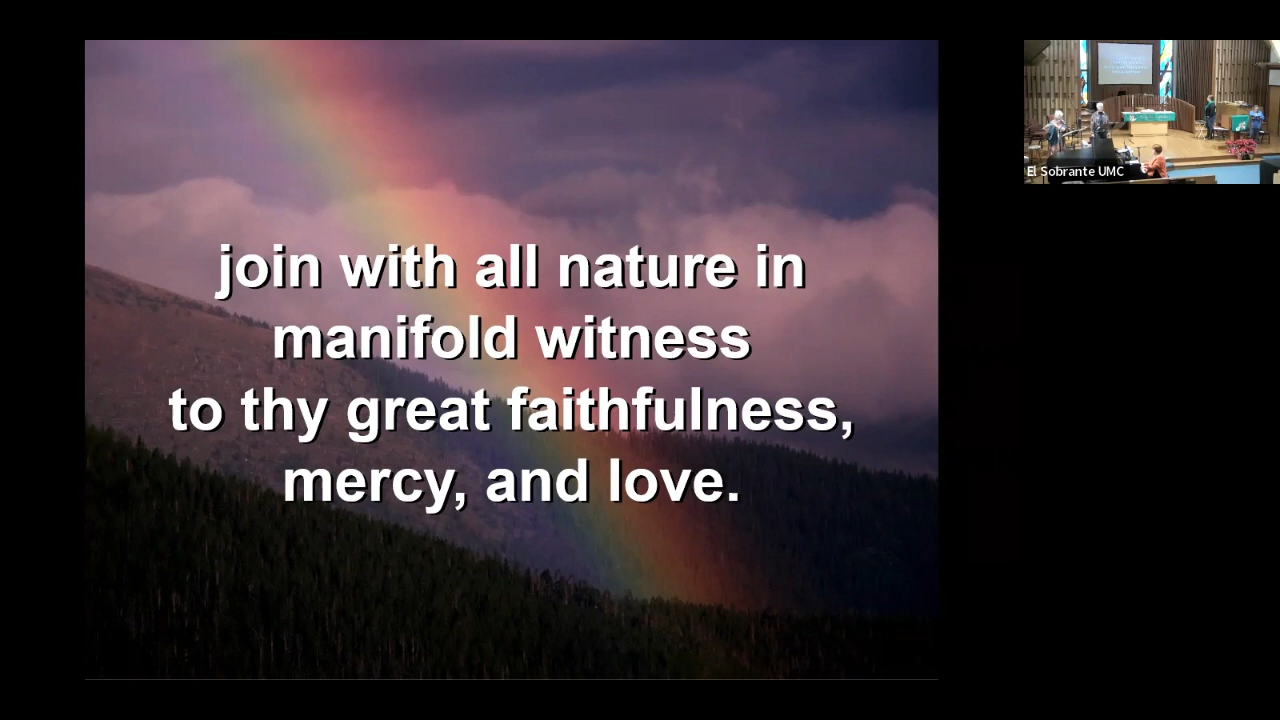 join with all nature in
manifold witness
to thy great faithfulness,
mercy, and love.
El Sobrante UMC